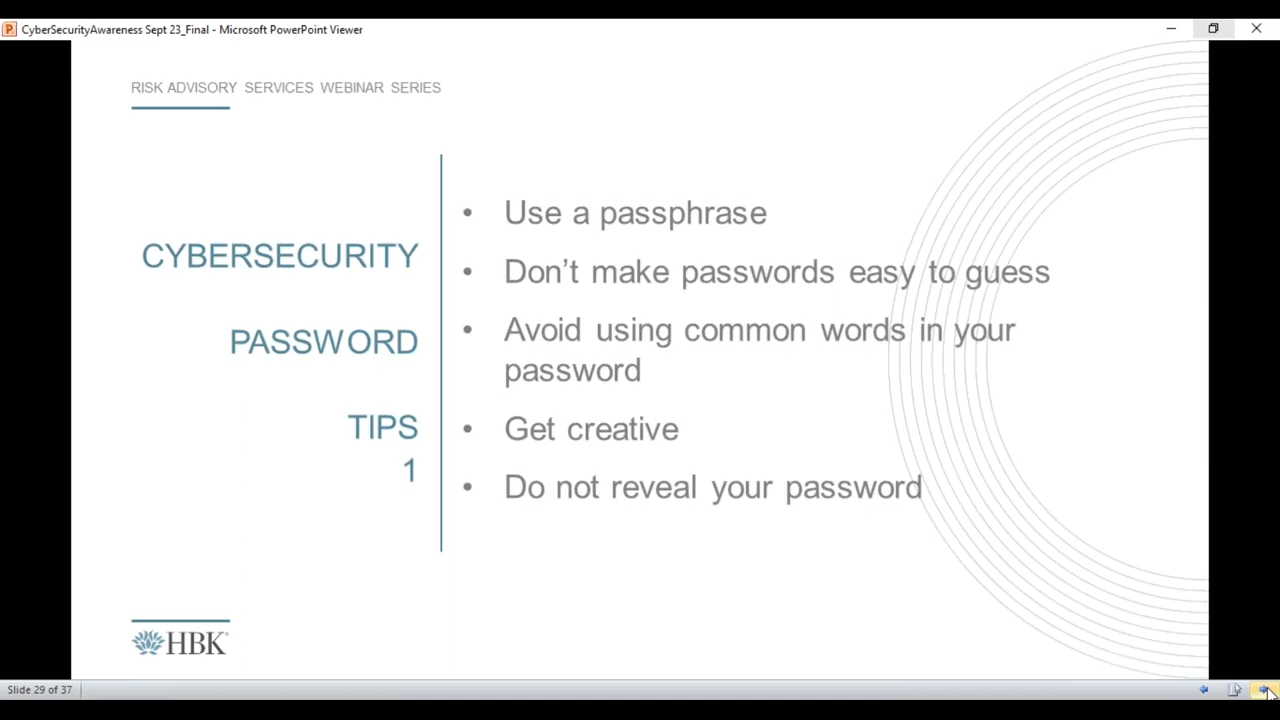 CyberSecurityAwareness Sept 23_Final - Microsoft PowerPoint Viewer
RISK ADVISORY SERVICES WEBINAR SERIES
CYBERSECURITY
PASSWORD
TIPS
1
• Use a passphrase
• Don’t make passwords easy to guess
• Avoid using common words in your
password
• Get creative
• Do not reveal your password
HBK
Slide 29 of 37